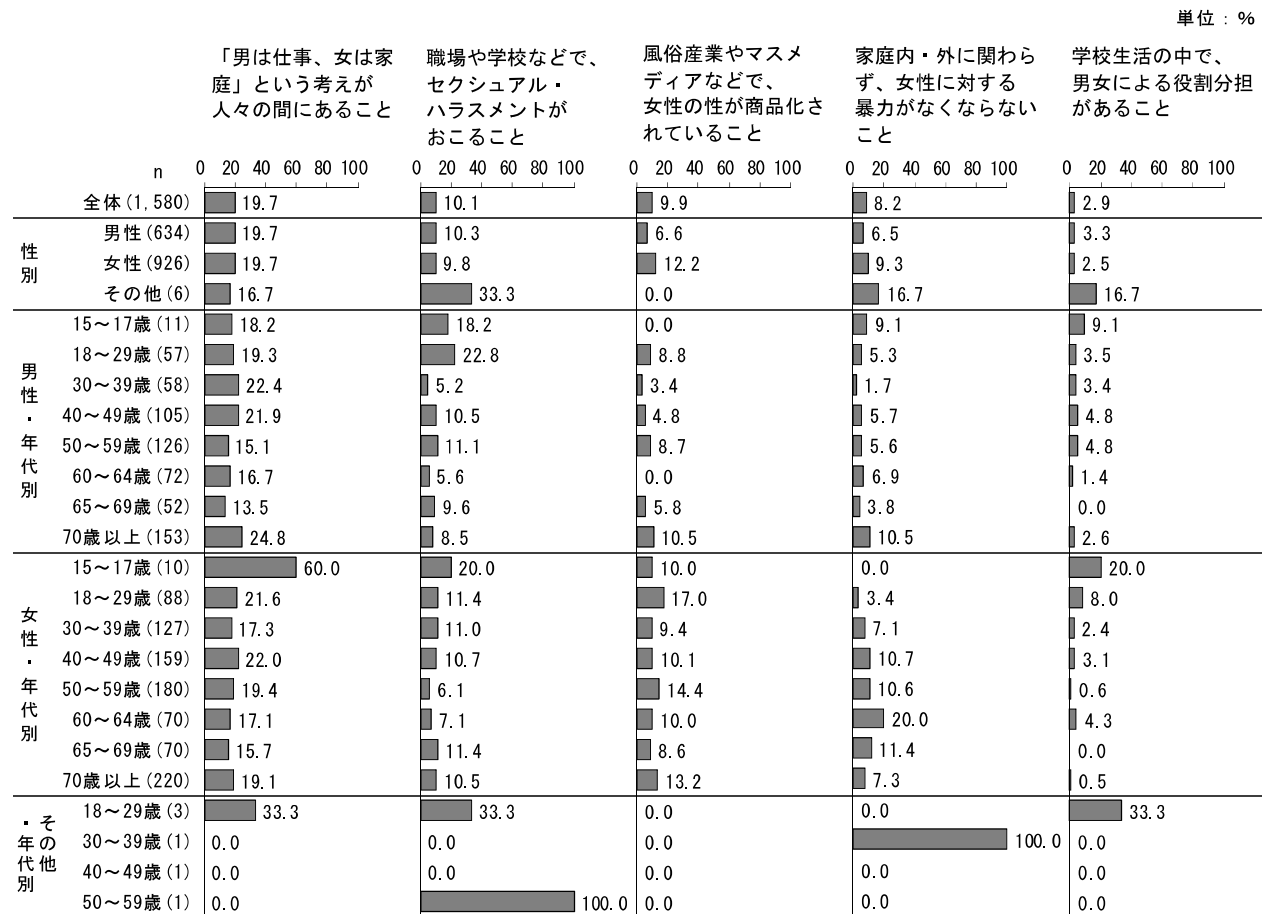 単位：%
「男は仕事、女は家
庭」という考えが
人々の間にあること
職場や学校などで、
セクシュアル・
ハラスメントが
おこること
風俗産業やマスメ
ディアなどで、
女性の性が商品化さ
れていること
家庭内・外に関わら
ず、女性に対する
暴力がなくならない
こと
学校生活の中で、
男女による役割分担
があること
n 0 20 40 60 80 100 0 20 40 60 80 100 0 20 40 60 80 100 0 20 40 60 80 100 0 20 40 60 80 100
全体(1,580) 19.7 10.1 9.9 8.2 2.9
性別
男性(634) 19.7 10.3 6.6 6.5 3.3
女性(926) 19.7 9.8 12.2 9.3 2.5
その他(6) 16.7 33.3 0.0 16.7 16.7
男性・年代別
15～17歳(11) 18.2 18.2 0.0 9.1 9.1
18～29歳(57) 19.3 22.8 8.8 5.3 3.5
30～39歳(58) 22.4 5.2 3.4 1.7 3.4
40～49歳(105) 21.9 10.5 4.8 5.7 4.8
50～59歳(126) 15.1 11.1 8.7 5.6 4.8
60～64歳(72) 16.7 5.6 0.0 6.9 1.4
65～69歳(52) 13.5 9.6 5.8 3.8 0.0
70歳以上(153) 24.8 8.5 10.5 10.5 2.6
女性・年代別
15～17歳(10) 60.0 20.0 10.0 0.0 20.0
18～29歳(88) 21.6 11.4 17.0 3.4 8.0
30～39歳(127) 17.3 11.0 9.4 7.1 2.4
40～49歳(159) 22.0 10.7 10.1 10.7 3.1
50～59歳(180) 19.4 6.1 14.4 10.6 0.6
60～64歳(70) 17.1 7.1 10.0 20.0 4.3
65～69歳(70) 15.7 11.4 8.6 11.4 0.0
70歳以上(220) 19.1 10.5 13.2 7.3 0.5
その他・年代別
18～29歳(3) 33.3 33.3 0.0 0.0 33.3
30～39歳(1) 0.0 0.0 0.0 100.0 0.0
40～49歳(1) 0.0 0.0 0.0 0.0 0.0
50～59歳(1) 0.0 100.0 0.0 0.0 0.0